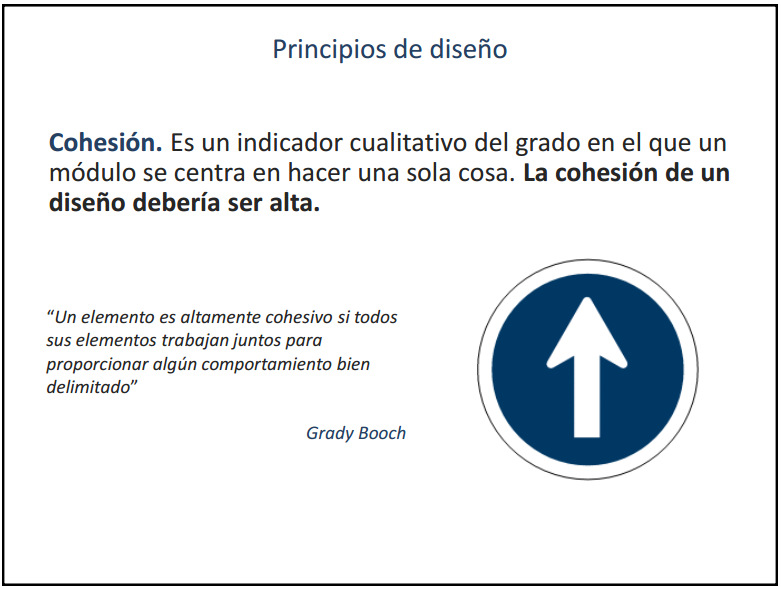 Principios de diseño
Cohesión. Es un indicador cualitativo del grado en el que un
módulo se centra en hacer una sola cosa. La cohesión de un
diseño debería ser alta.
“Un elemento es altamente cohesivo si todos
sus elementos trabajan juntos para
proporcionar algún comportamiento bien
delimitado”
Grady Booch